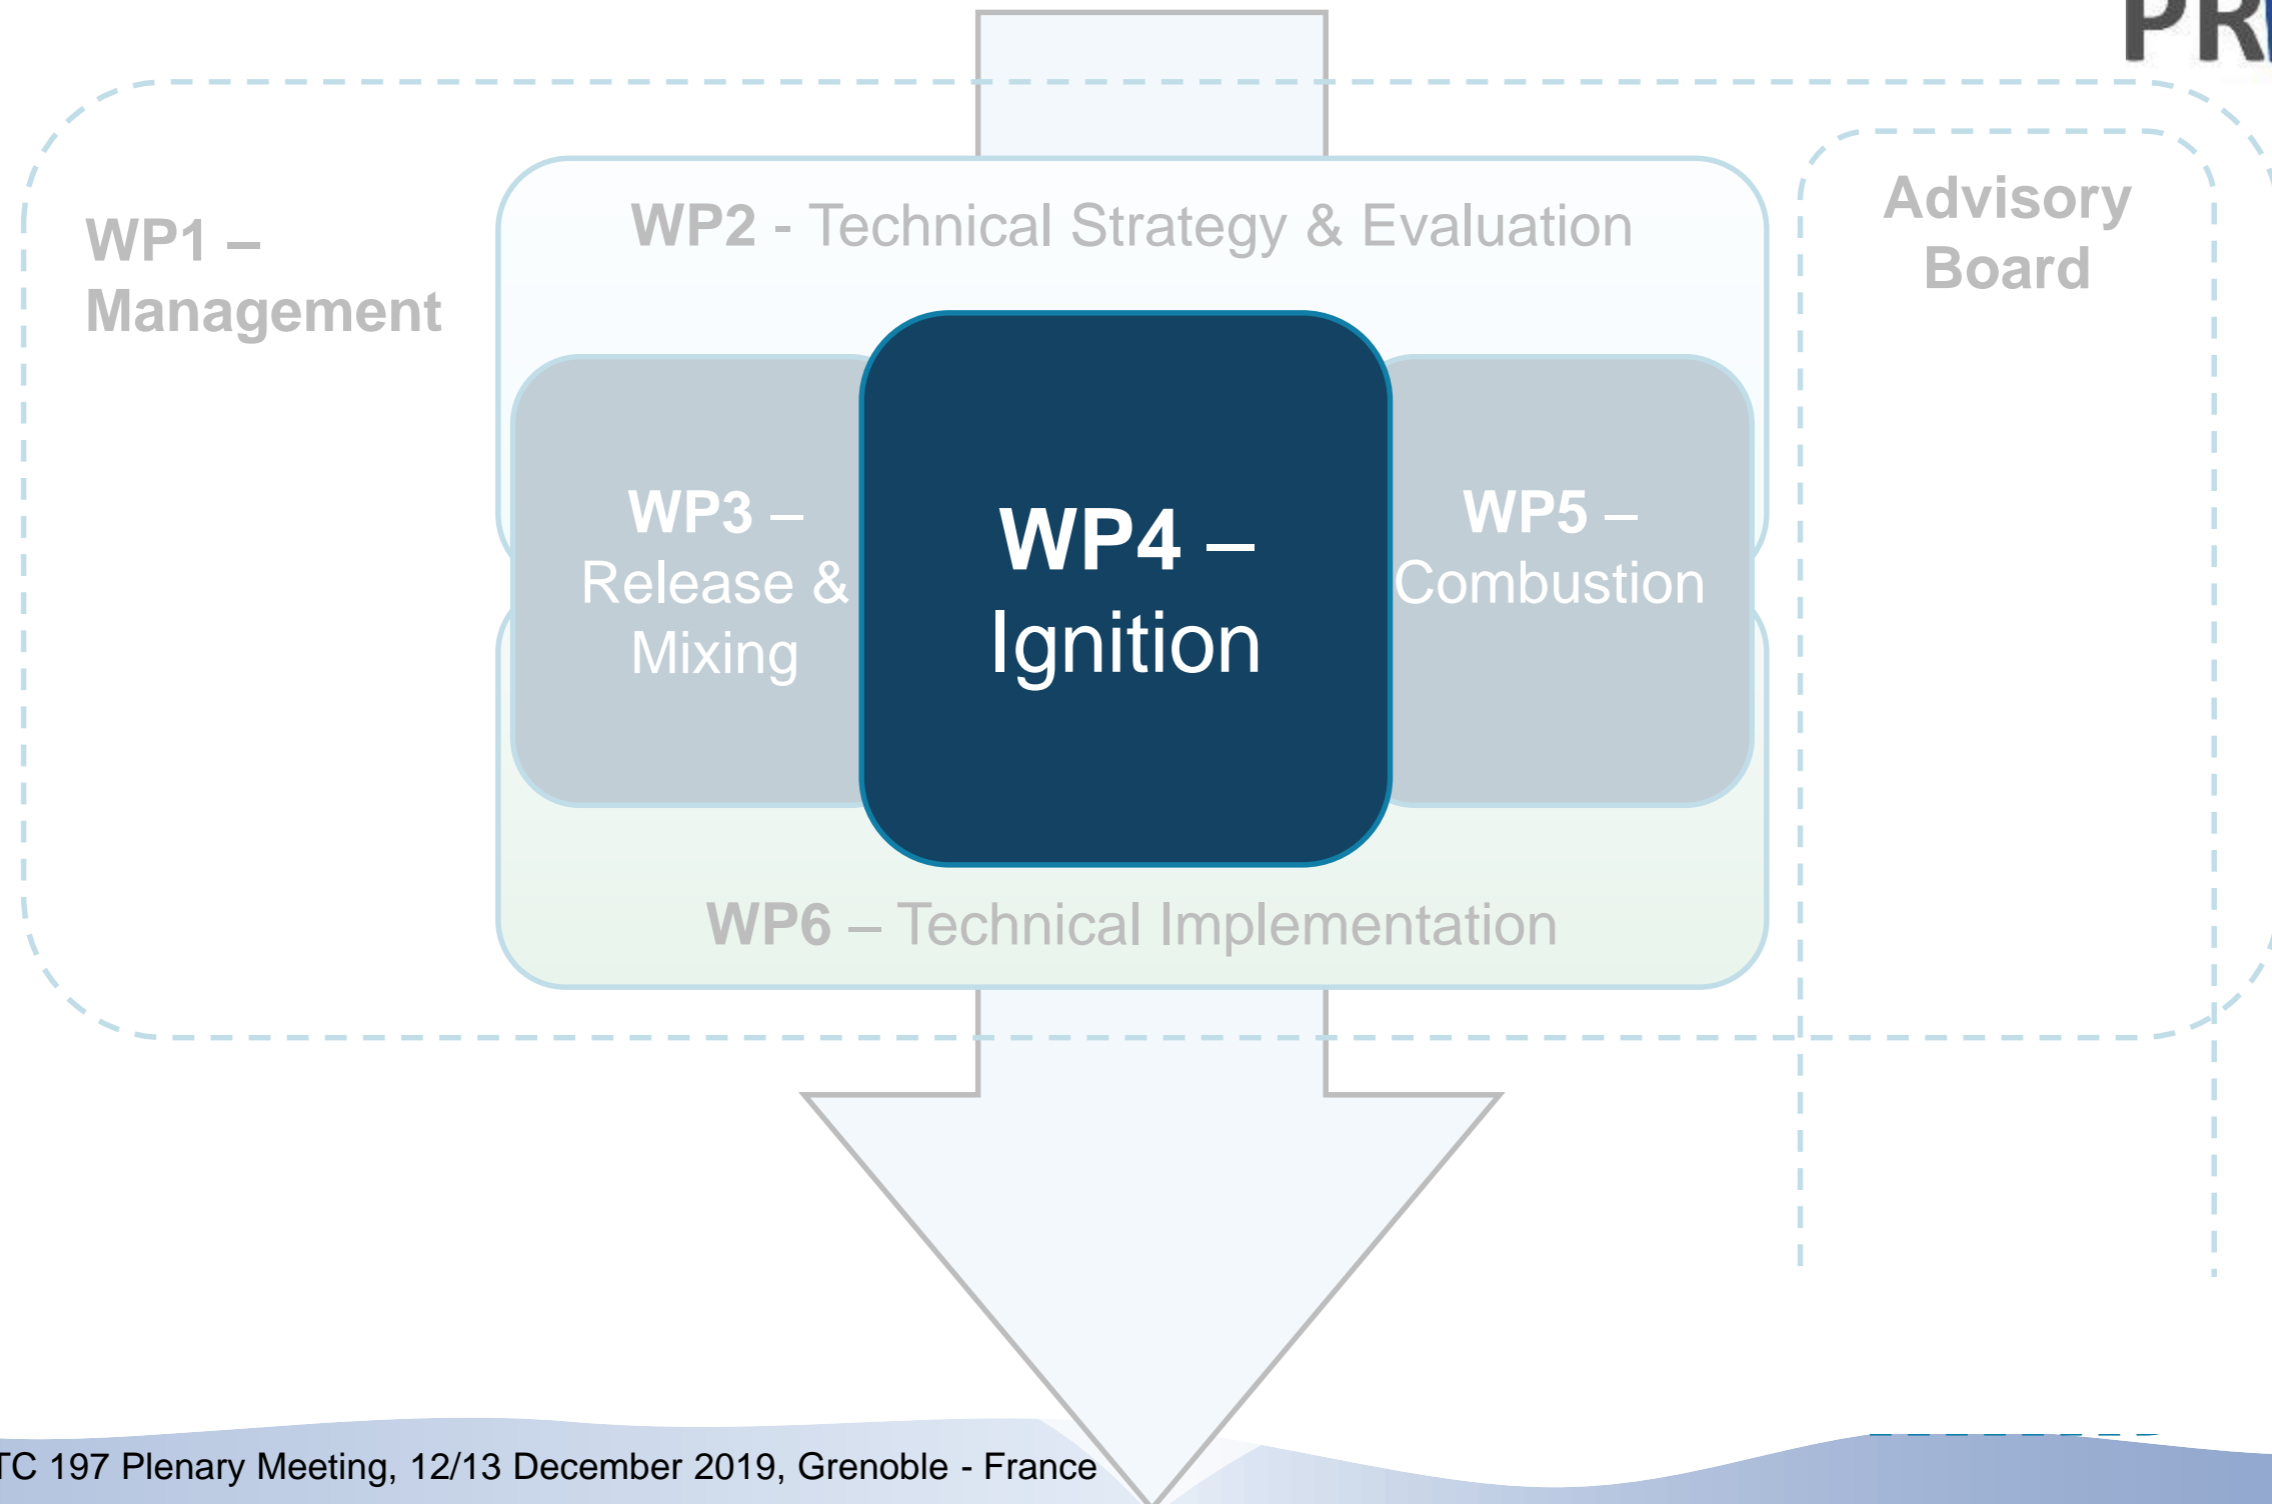 WP1 –
Management
WP2 - Technical Strategy & Evaluation
Advisory
Board
WP3 –
Release &
Mixing
WP4 –
Ignition
WP5 –
Combustion
WP6 – Technical Implementation
TC 197 Plenary Meeting, 12/13 December 2019, Grenoble - France